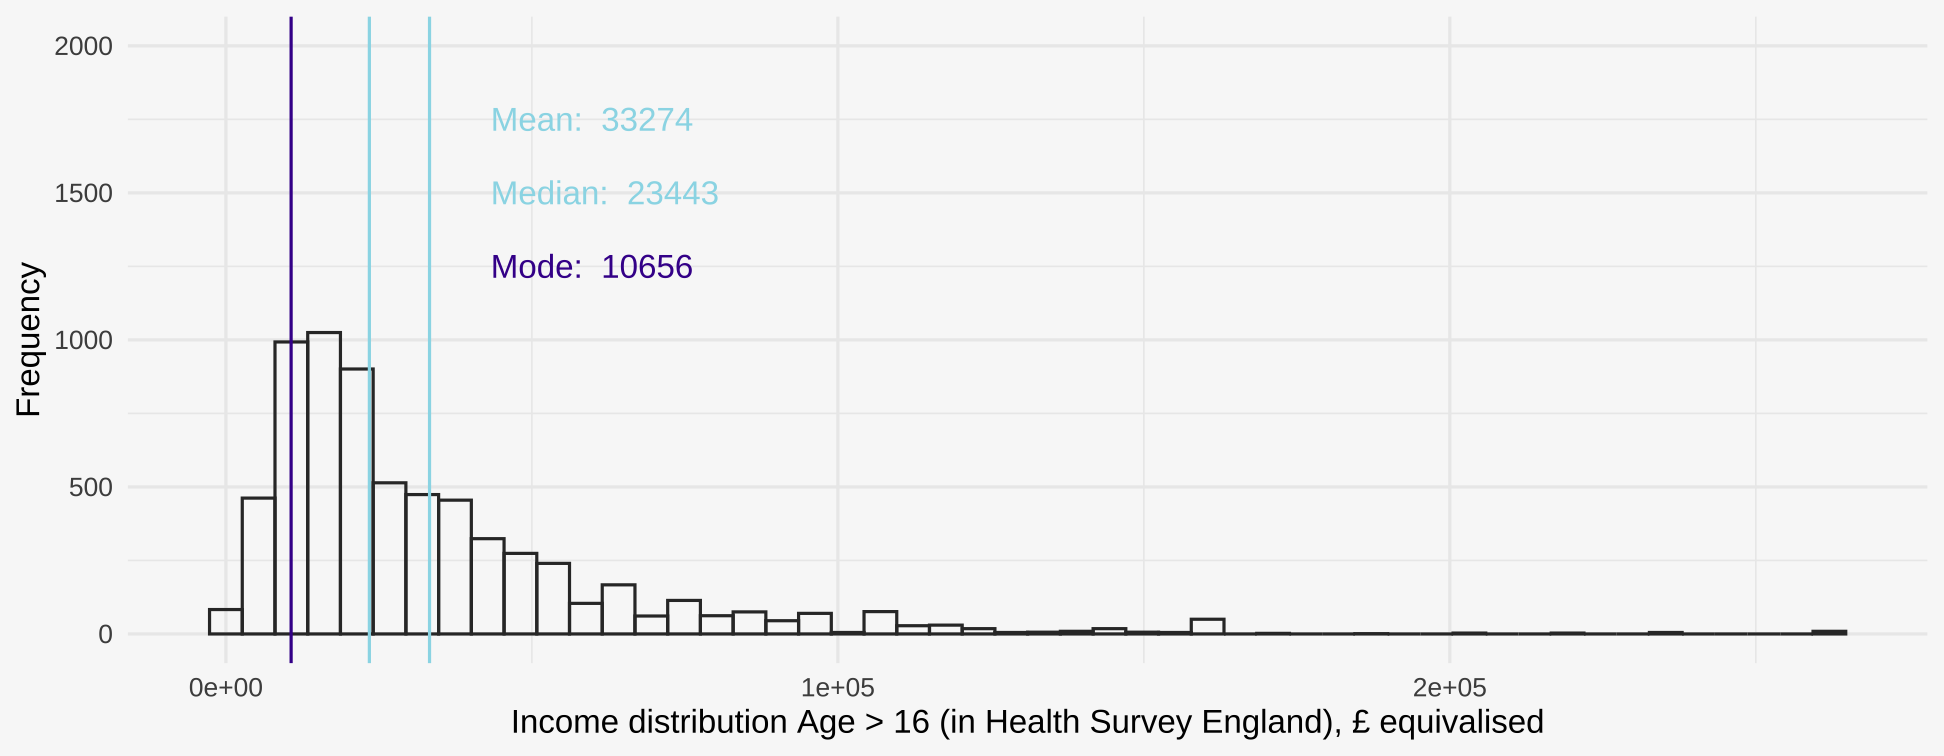 2000
1500
1000
500
0
Frequency
Mean: 33274
Median: 23443
Mode: 10656
0e+00
1e+05
2e+05
Income distribution Age > 16 (in Health Survey England), £ equivalised